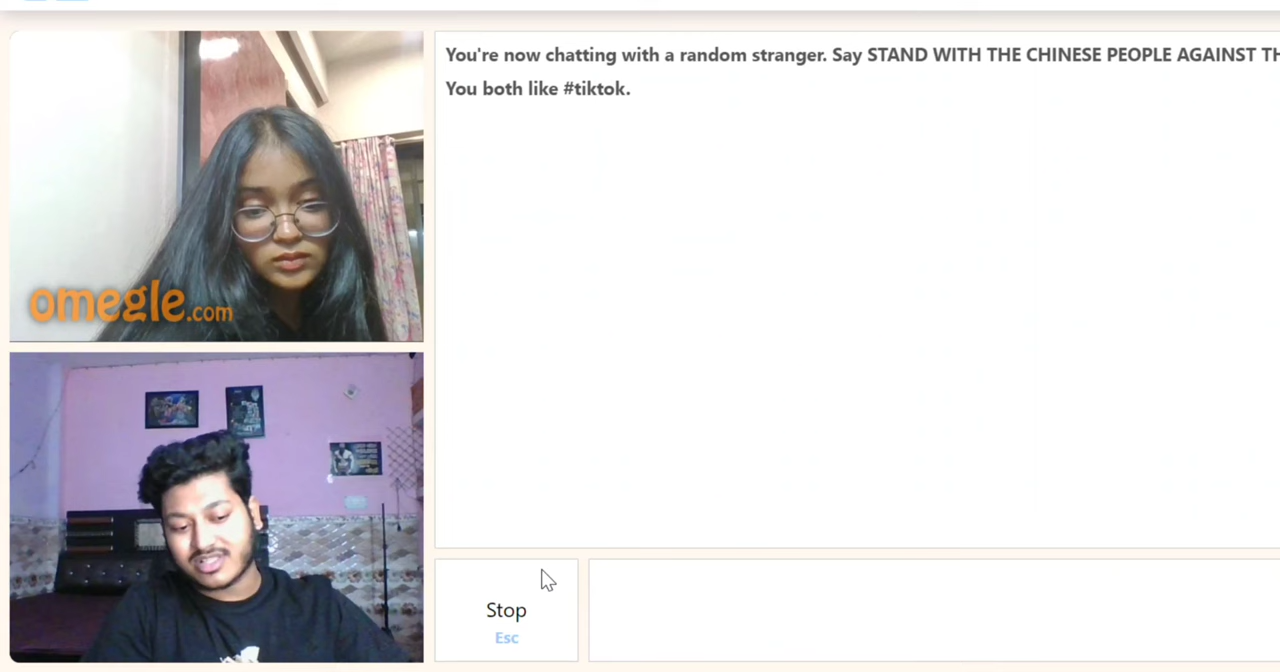 You're now chatting with a random stranger. Say STAND WITH THE CHINESE PEOPLE AGAINST TH
You both like #tiktok.
omegle.com
Stop
Esc